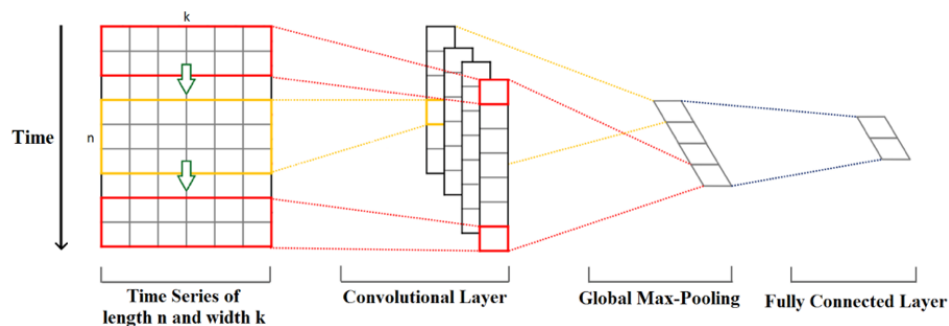 k
Time
n
Time Series of
length n and width k
Convolutional Layer
Global Max-Pooling
Fully Connected Layer